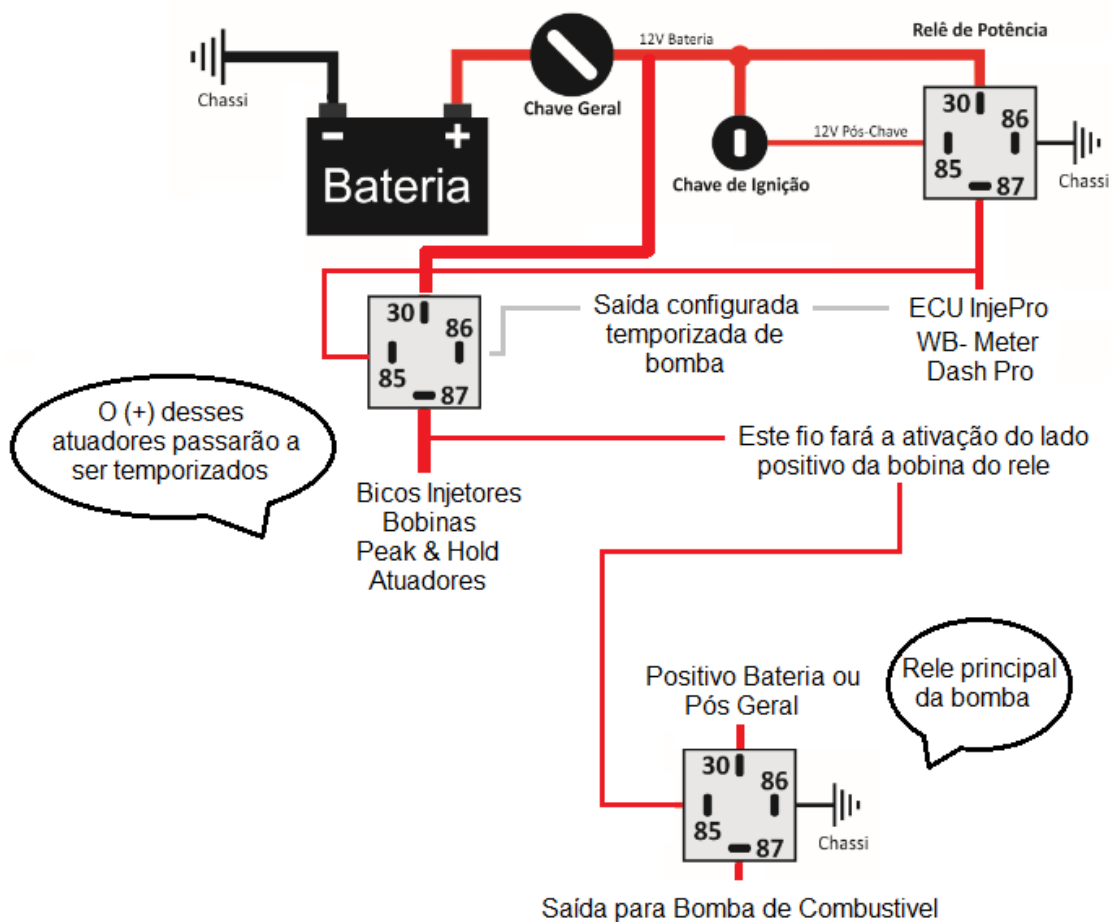 Chassi
Bateria
Chave Geral
12V Bateria
Chave de Ignição
12V Pós-Chave
Relê de Potência
30
86
85
87
Chassi
30
86
85
87
Saída configurada
temporizada de
bomba
ECU InjePro
WB- Meter
Dash Pro
O (+) desses
atuadores passarão a
ser temporizados
Este fio fará a ativação do lado
positivo da bobina do rele
Bicos Injetores
Bobinas
Peak & Hold
Atuadores
Positivo Bateria ou
Pós Geral
Rele principal
da bomba
30
86
85
87
Chassi
Saída para Bomba de Combustivel